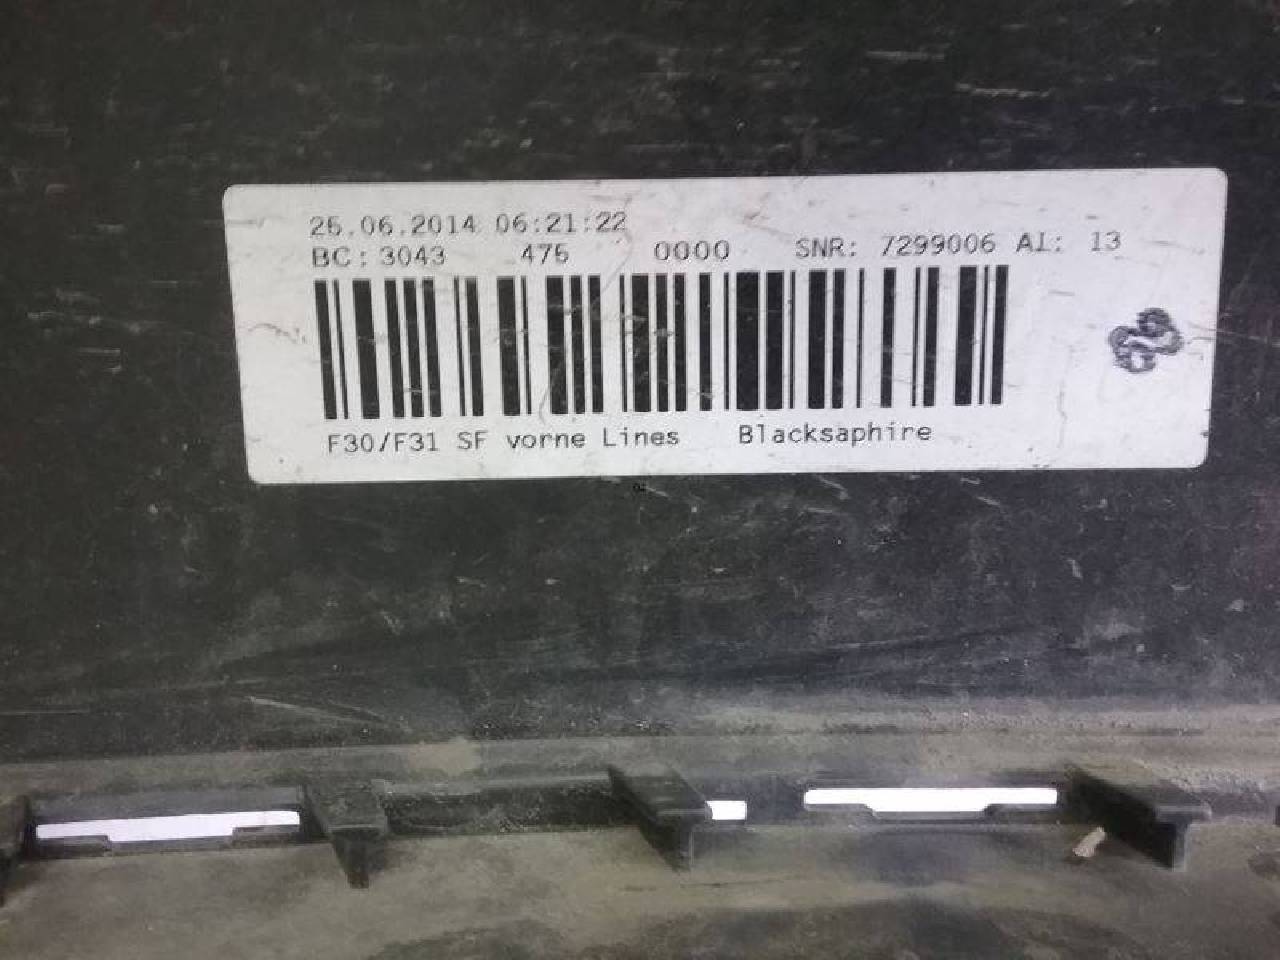 25.06.2014 06:21:22
BC: 3043 475 0000 SNR: 7299006 AI: 13
F30/F31 SF vorne Lines Blacksaphire